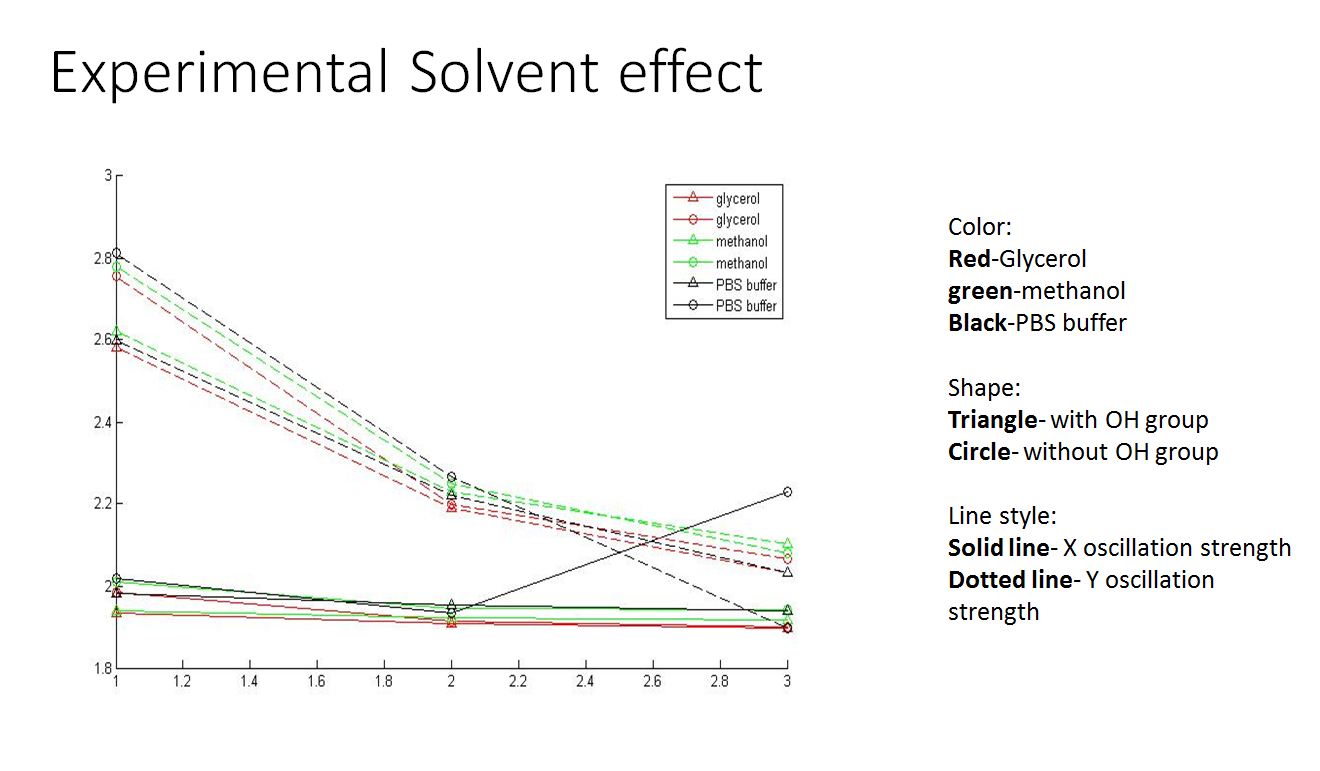 Experimental Solvent effect
3
2.8
2.6
2.4
2.2
2
1.8
1
1.2
1.4
1.6
1.8
2
2.2
2.4
2.6
2.8
3
glycerol
glycerol
methanol
methanol
PBS buffer
PBS buffer
Color:
Red-Glycerol
green-methanol
Black-PBS buffer
Shape:
Triangle- with OH group
Circle- without OH group
Line style:
Solid line- X oscillation strength
Dotted line- Y oscillation
strength